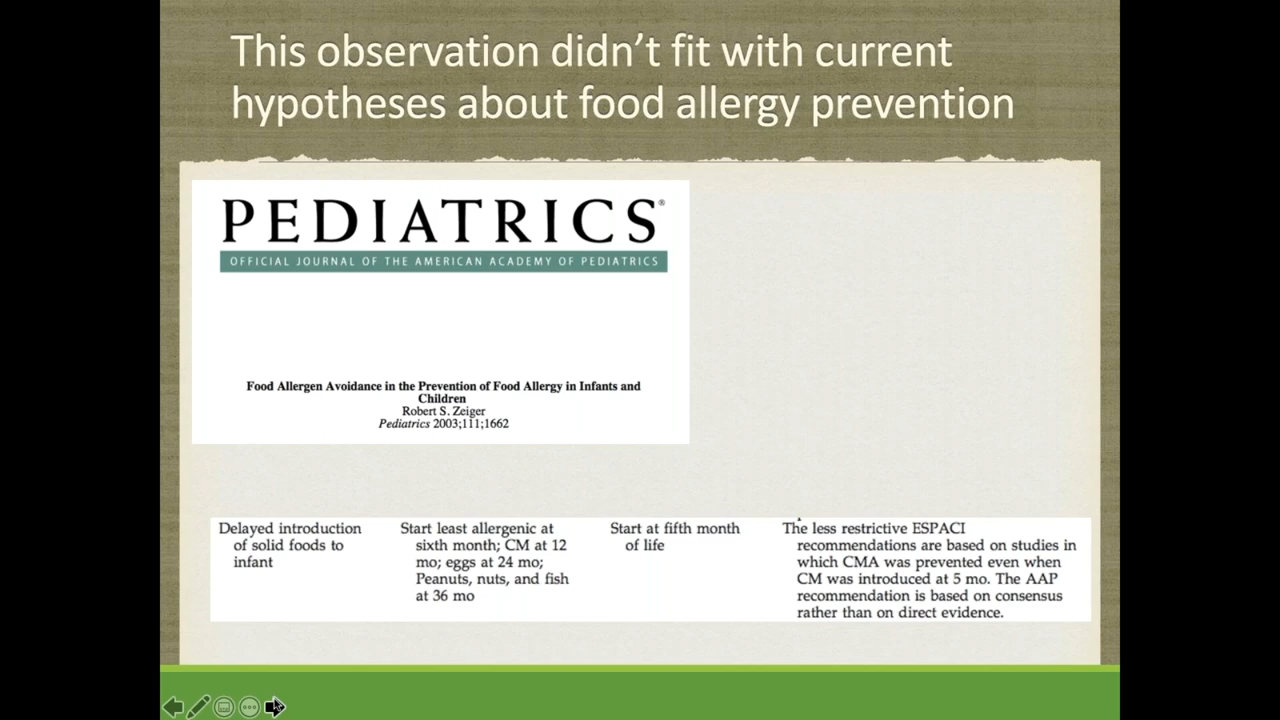 This observation didn’t fit with current
hypotheses about food allergy prevention
PEDIATRICS®
OFFICIAL JOURNAL OF THE AMERICAN ACADEMY OF PEDIATRICS
Food Allergen Avoidance in the Prevention of Food Allergy in Infants and
Children
Robert S. Zeiger
Pediatrics 2003;111;1662
Delayed introduction
of solid foods to
infant
Start least allergenic at
sixth month; CM at 12
mo; eggs at 24 mo;
Peanuts, nuts, and fish
at 36 mo
Start at fifth month
of life
The less restrictive ESPACI
recommendations are based on studies in
which CMA was prevented even when
CM was introduced at 5 mo. The AAP
recommendation is based on consensus
rather than on direct evidence.